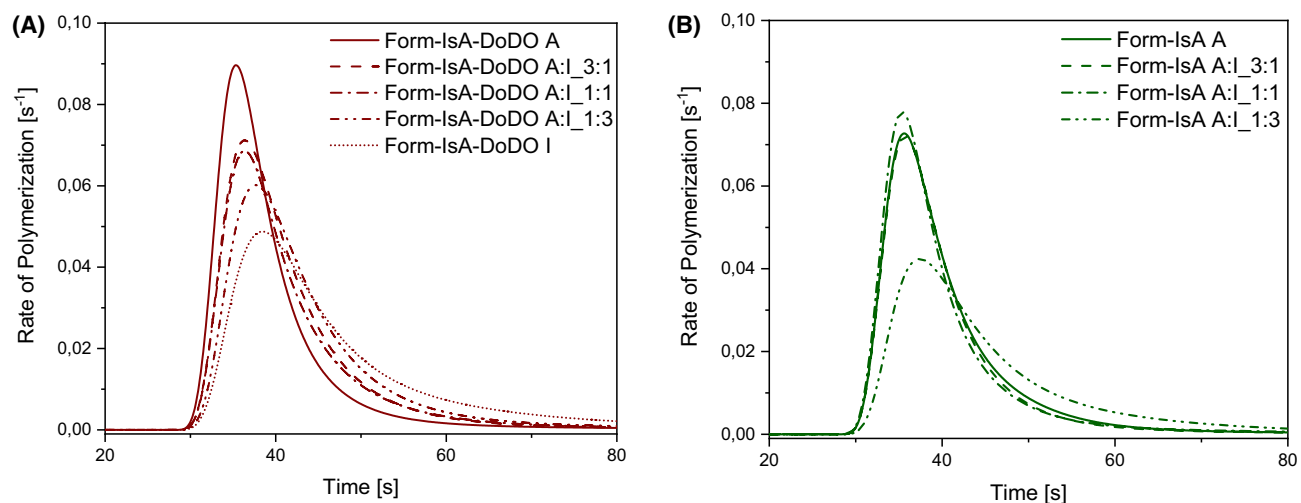 (A)
0,10
0,08
0,06
0,04
0,02
0,00
Rate of Polymerization [s⁻¹]
Form-IsA-DoDO A
Form-IsA-DoDO A:I_3:1
Form-IsA-DoDO A:I_1:1
Form-IsA-DoDO A:I_1:3
Form-IsA-DoDO I
20 40 60 80
Time [s]
(B)
0,10
0,08
0,06
0,04
0,02
0,00
Rate of Polymerization [s⁻¹]
Form-IsA A
Form-IsA A:I_3:1
Form-IsA A:I_1:1
Form-IsA A:I_1:3
20 40 60 80
Time [s]